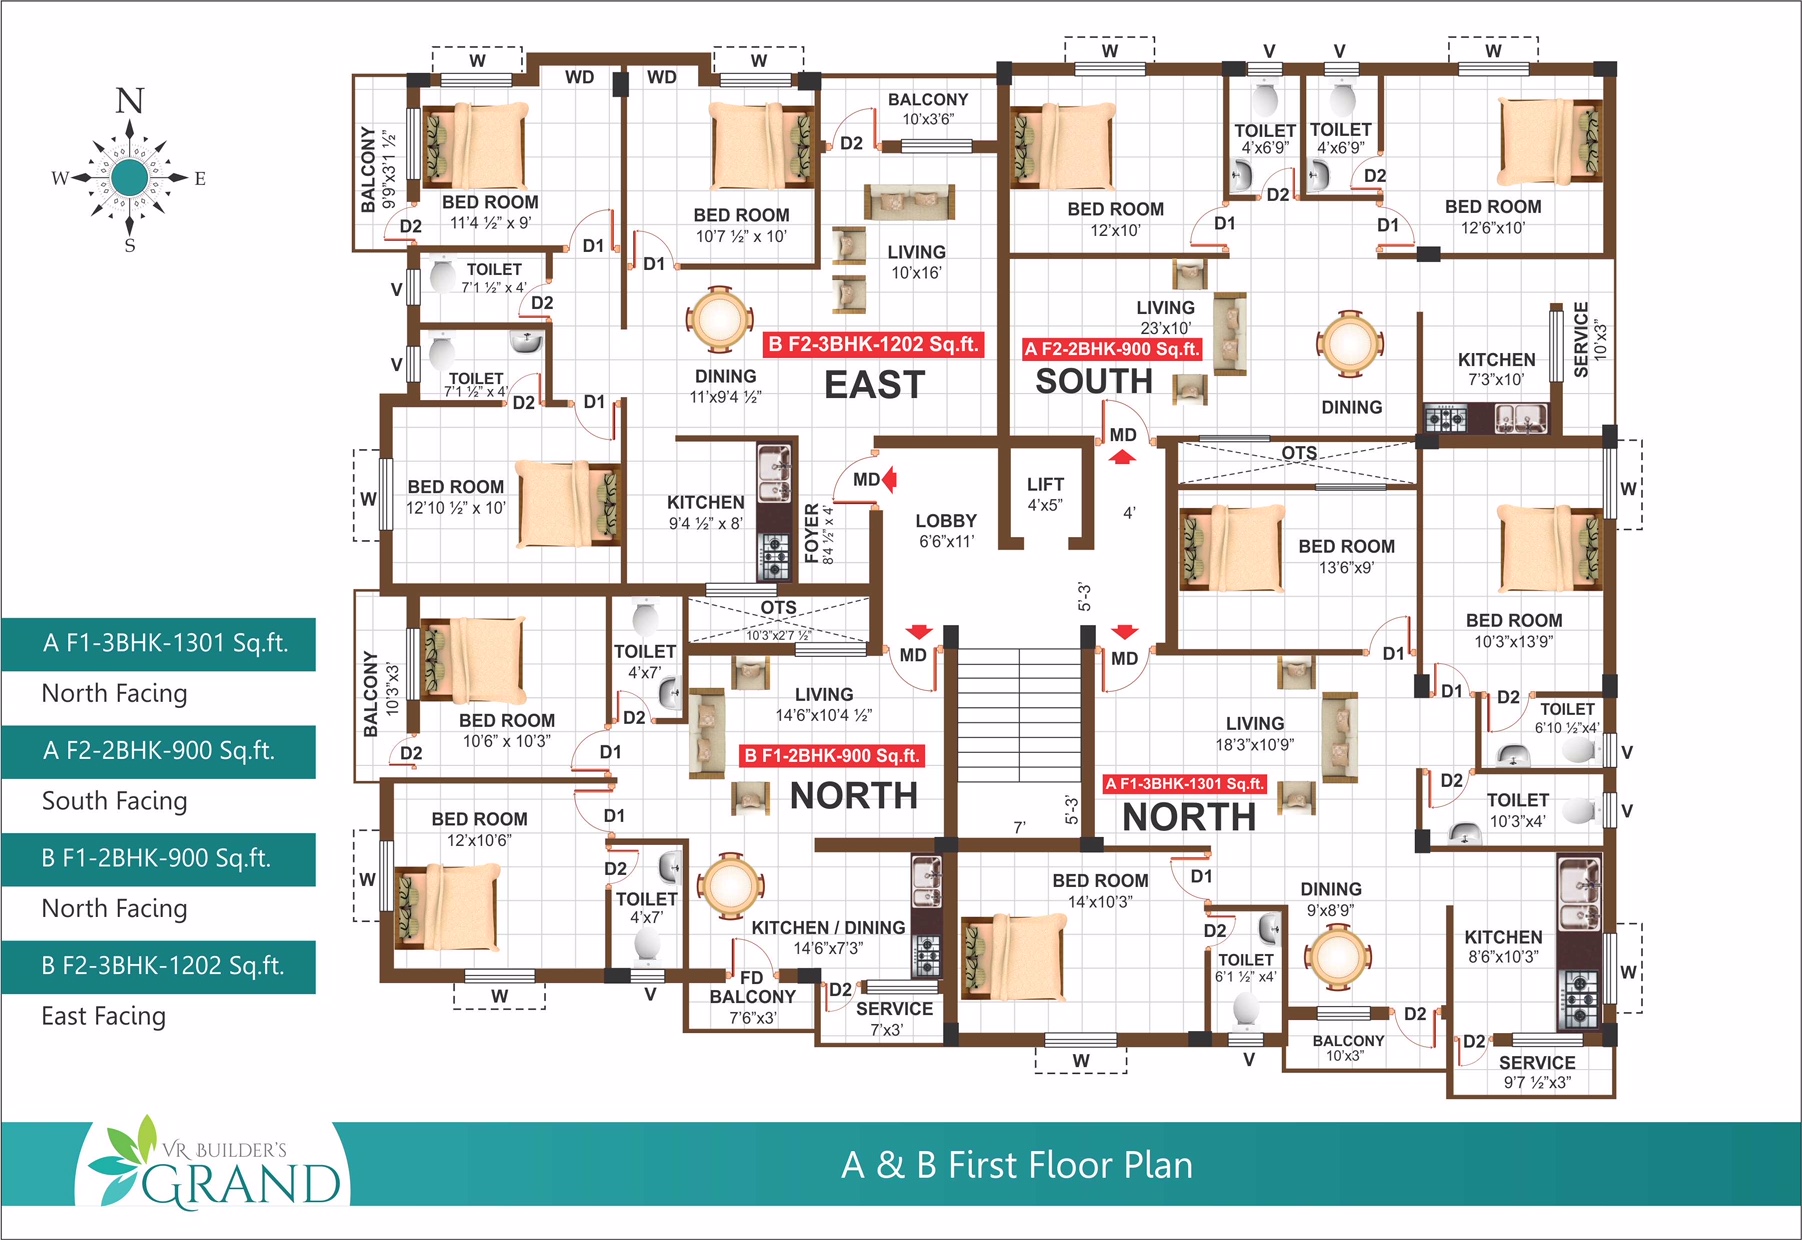 N
W
E
S
A F1-3BHK-1301 Sq.ft.
North Facing
A F2-2BHK-900 Sq.ft.
South Facing
B F1-2BHK-900 Sq.ft.
North Facing
B F2-3BHK-1202 Sq.ft.
East Facing
W
WD
WD
W
BALCONY
9'9"x3'1 ½"
D2
BED ROOM
11'4 ½" x 9'
D1
BED ROOM
10'7 ½" x 10'
D1
BALCONY
10'x3'6"
D2
LIVING
10'x16'
V
TOILET
7'1 ½" x 4'
D2
V
TOILET
7'1 ½" x 4'
D2
D1
DINING
11'x9'4 ½"
B F2-3BHK-1202 Sq.ft.
EAST
W
BED ROOM
12'10 ½" x 10'
KITCHEN
9'4 ½" x 8'
FOYER
8'4 ½" x 4'
MD
LOBBY
6'6"x11'
LIFT
4'x5"
4'
5'-3'
W
V
V
W
BED ROOM
12'x10'
D1
TOILET
4'x6'9"
D2
TOILET
4'x6'9"
D2
D1
BED ROOM
12'6"x10'
LIVING
23'x10'
A F2-2BHK-900 Sq.ft.
SOUTH
DINING
KITCHEN
7'3"x10'
SERVICE
10'x3"
MD
OTS
BED ROOM
13'6"x9'
D1
BED ROOM
10'3"x13'9"
W
D1
D2
TOILET
6'10 ½"x4'
V
D2
TOILET
10'3"x4'
V
MD
LIVING
18'3"x10'9"
A F1-3BHK-1301 Sq.ft.
NORTH
BED ROOM
14'x10'3"
D1
D2
TOILET
6'1 ½" x4'
DINING
9'x8'9"
KITCHEN
8'6"x10'3"
W
W
V
BALCONY
10'x3"
D2
D2
SERVICE
9'7 ½"x3"
BALCONY
10'3"x3'
D2
BED ROOM
10'6" x 10'3"
D1
TOILET
4'x7'
D2
OTS
10'3"x2'7 ½"
MD
LIVING
14'6"x10'4 ½"
B F1-2BHK-900 Sq.ft.
NORTH
7'
5'-3'
BED ROOM
12'x10'6"
D1
W
D2
TOILET
4'x7'
KITCHEN / DINING
14'6"x7'3"
W
V
FD
BALCONY
7'6"x3'
D2
SERVICE
7'x3'
VR BUILDER'S
GRAND
A & B First Floor Plan